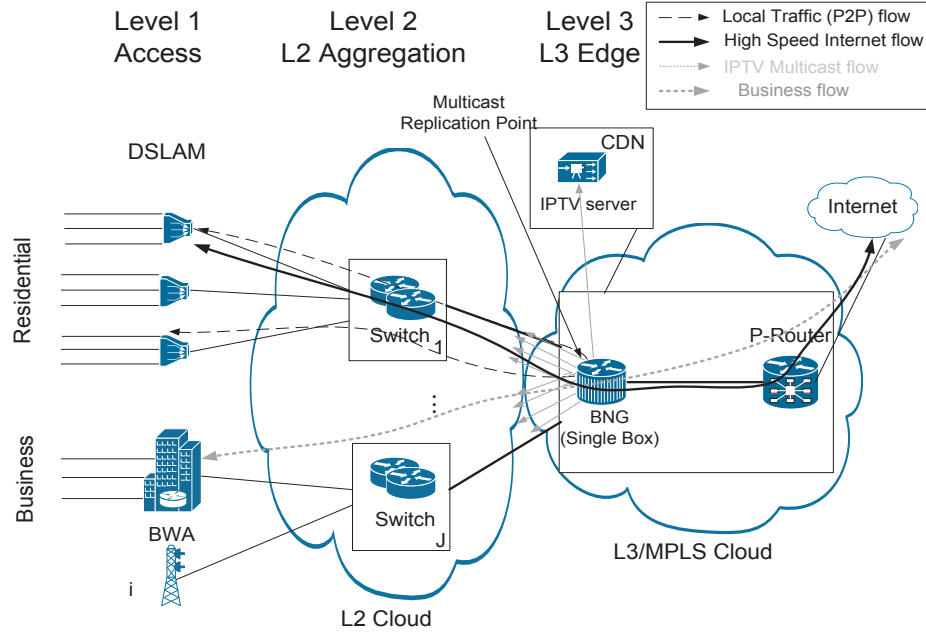 Level 1
Access
Level 2
L2 Aggregation
Level 3
L3 Edge
Local Traffic (P2P) flow
High Speed Internet flow
IPTV Multicast flow
Business flow
Multicast
Replication Point
DSLAM
CDN
IPTV server
Internet
Residential
Switch
1
P-Router
BNG
(Single Box)
...
Business
Switch
J
BWA
i
L3/MPLS Cloud
L2 Cloud